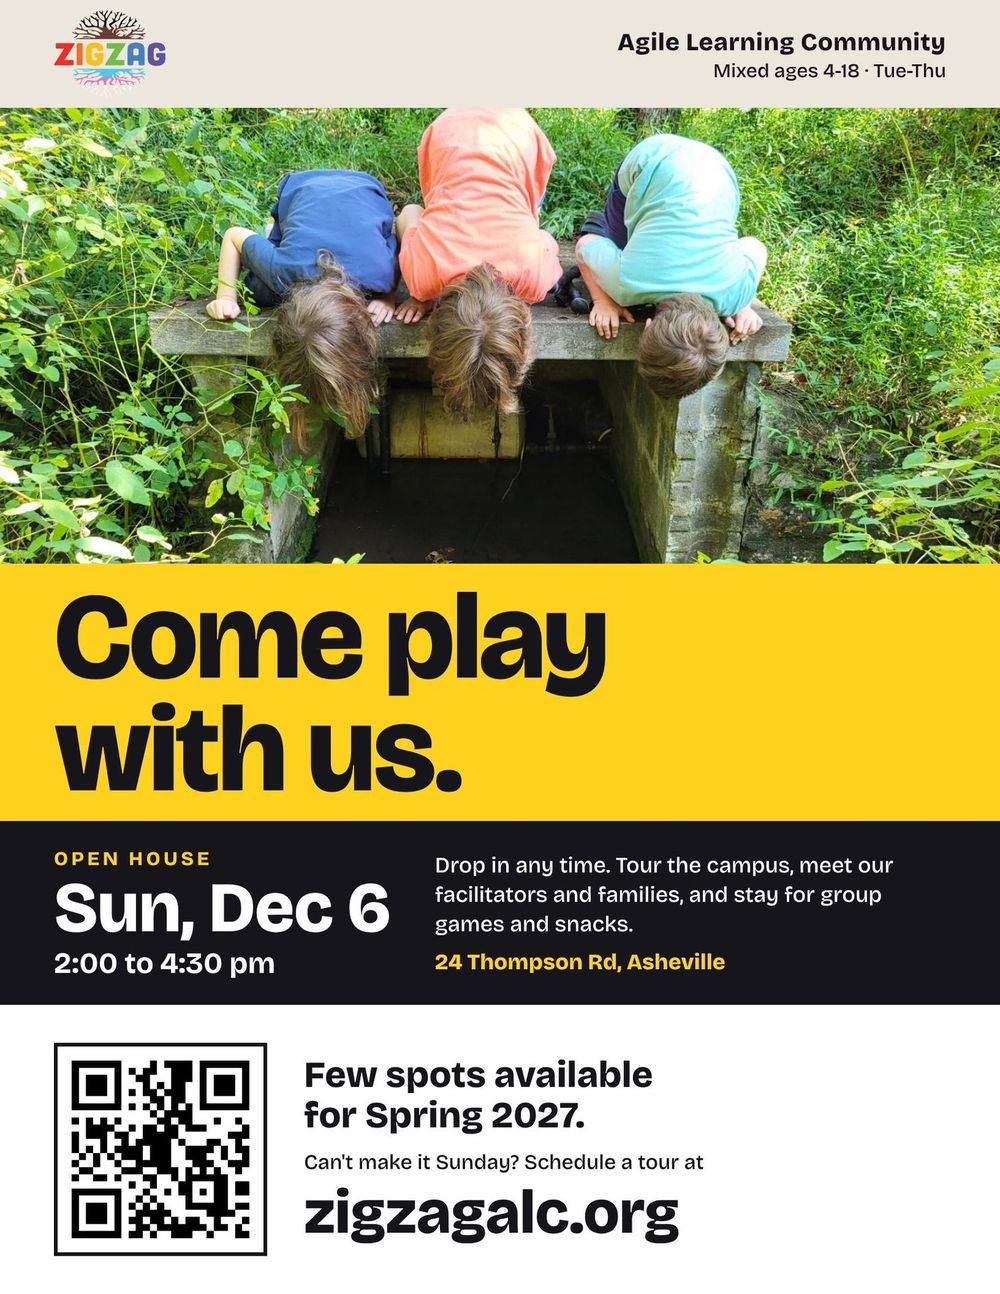 ZIGZAG
Agile Learning Community
Mixed ages 4-18 · Tue-Thu
Come play
with us.
OPEN HOUSE
Sun, Dec 6
2:00 to 4:30 pm
Drop in any time. Tour the campus, meet our
facilitators and families, and stay for group
games and snacks.
24 Thompson Rd, Asheville
Few spots available
for Spring 2027.
Can't make it Sunday? Schedule a tour at
zigzagalc.org